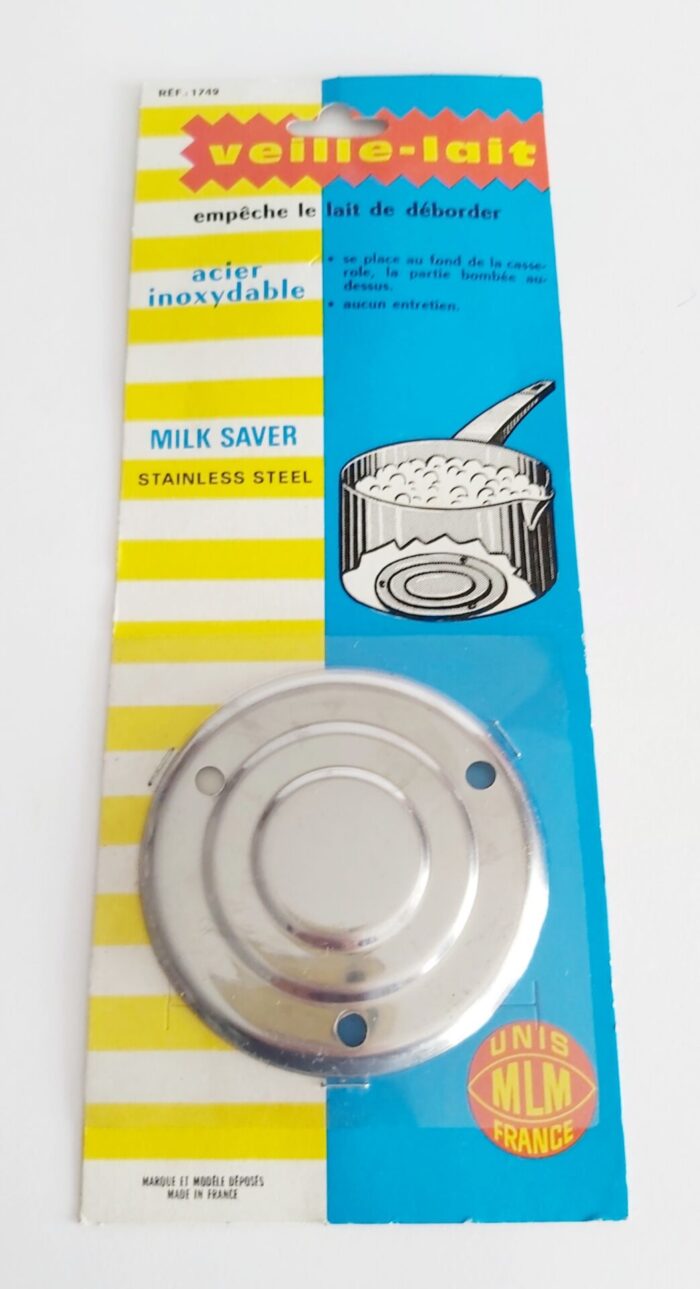 RÉF.: 1749
veille-lait
empêche le lait de déborder
acier
inoxydable
• se place au fond de la casse-
role, la partie bombée au-
dessus.
• aucun entretien.
MILK SAVER
STAINLESS STEEL
UNIS
MLM
FRANCE
MARQUE ET MODÈLE DÉPOSÉS
MADE IN FRANCE